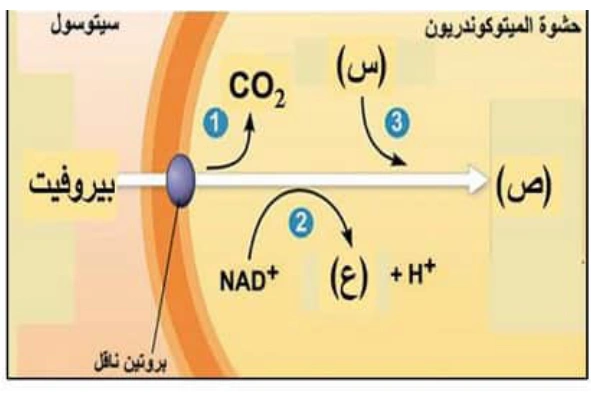 سيتوسول
حشوة الميتوكوندريون
(س)
CO₂
1
3
بيروفيت
(ص)
2
NAD⁺ (ع) + H⁺
بروتين ناقل